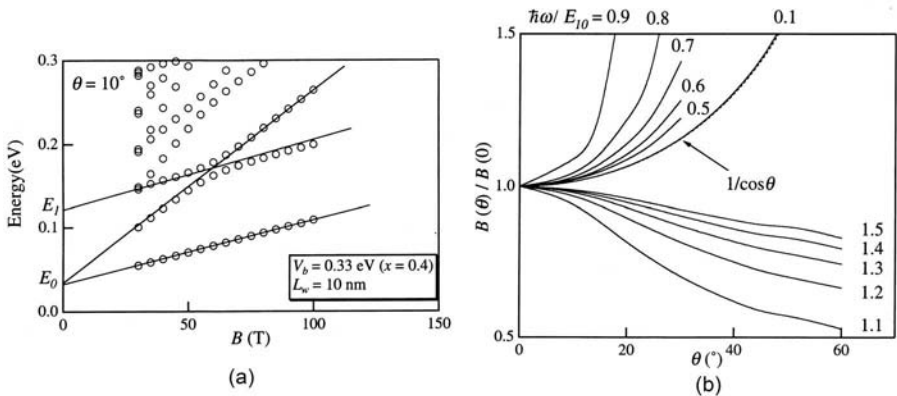 ħω/E₁₀ = 0.9 0.8 0.1
0.3
θ = 10°
Energy(eV)
0.2
E₁
0.1
E₀
0.0
V_b = 0.33 eV (x = 0.4)
L_w = 10 nm
0 50 100 150
B (T)
(a)
1.5
0.7
0.6
0.5
1/cosθ
B (θ) / B (0)
1.0
1.5
1.4
1.3
1.2
1.1
0.5
0 20 40 60
θ (°)
(b)